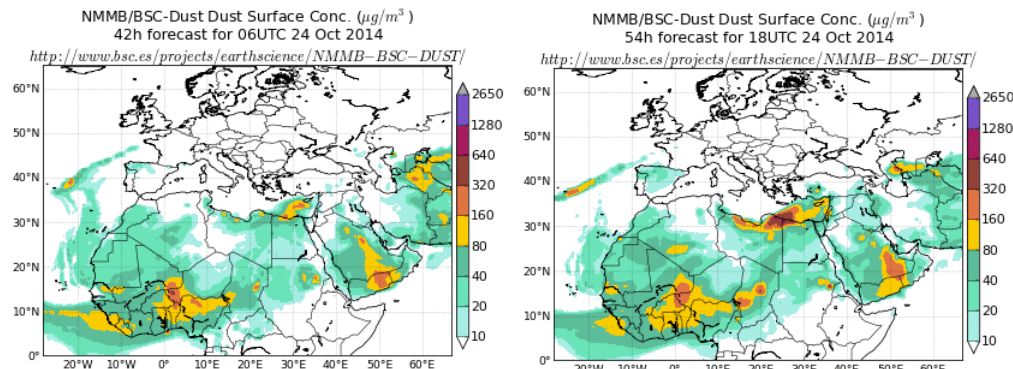 NMMB/BSC-Dust Dust Surface Conc. (μg/m³)
42h forecast for 06UTC 24 Oct 2014
http://www.bsc.es/projects/earthscience/NMMB-BSC-DUST/
60°N
50°N
40°N
30°N
20°N
10°N
0°
20°W
10°W
0°
10°E
20°E
30°E
40°E
50°E
60°E
2650
1280
640
320
160
80
40
20
10
NMMB/BSC-Dust Dust Surface Conc. (μg/m³)
54h forecast for 18UTC 24 Oct 2014
http://www.bsc.es/projects/earthscience/NMMB-BSC-DUST/
60°N
50°N
40°N
30°N
20°N
10°N
0°
20°W
10°W
0°
10°E
20°E
30°E
40°E
50°E
60°E
2650
1280
640
320
160
80
40
20
10